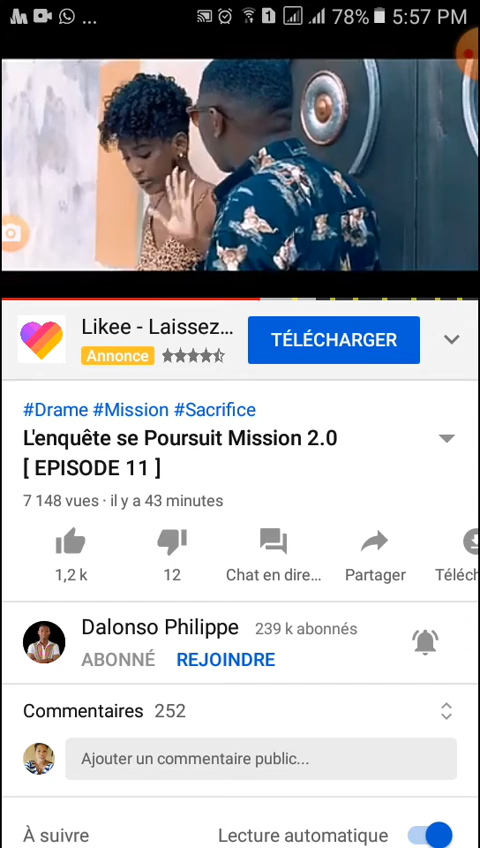 ... 1 78% 5:57 PM
Likee - Laissez...
Annonce
TÉLÉCHARGER
#Drame #Mission #Sacrifice
L'enquête se Poursuit Mission 2.0
[ EPISODE 11 ]
7 148 vues · il y a 43 minutes
1,2 k
12
Chat en dire...
Partager
Téléch
Dalonso Philippe 239 k abonnés
ABONNÉ REJOINDRE
Commentaires 252
Ajouter un commentaire public...
À suivre
Lecture automatique